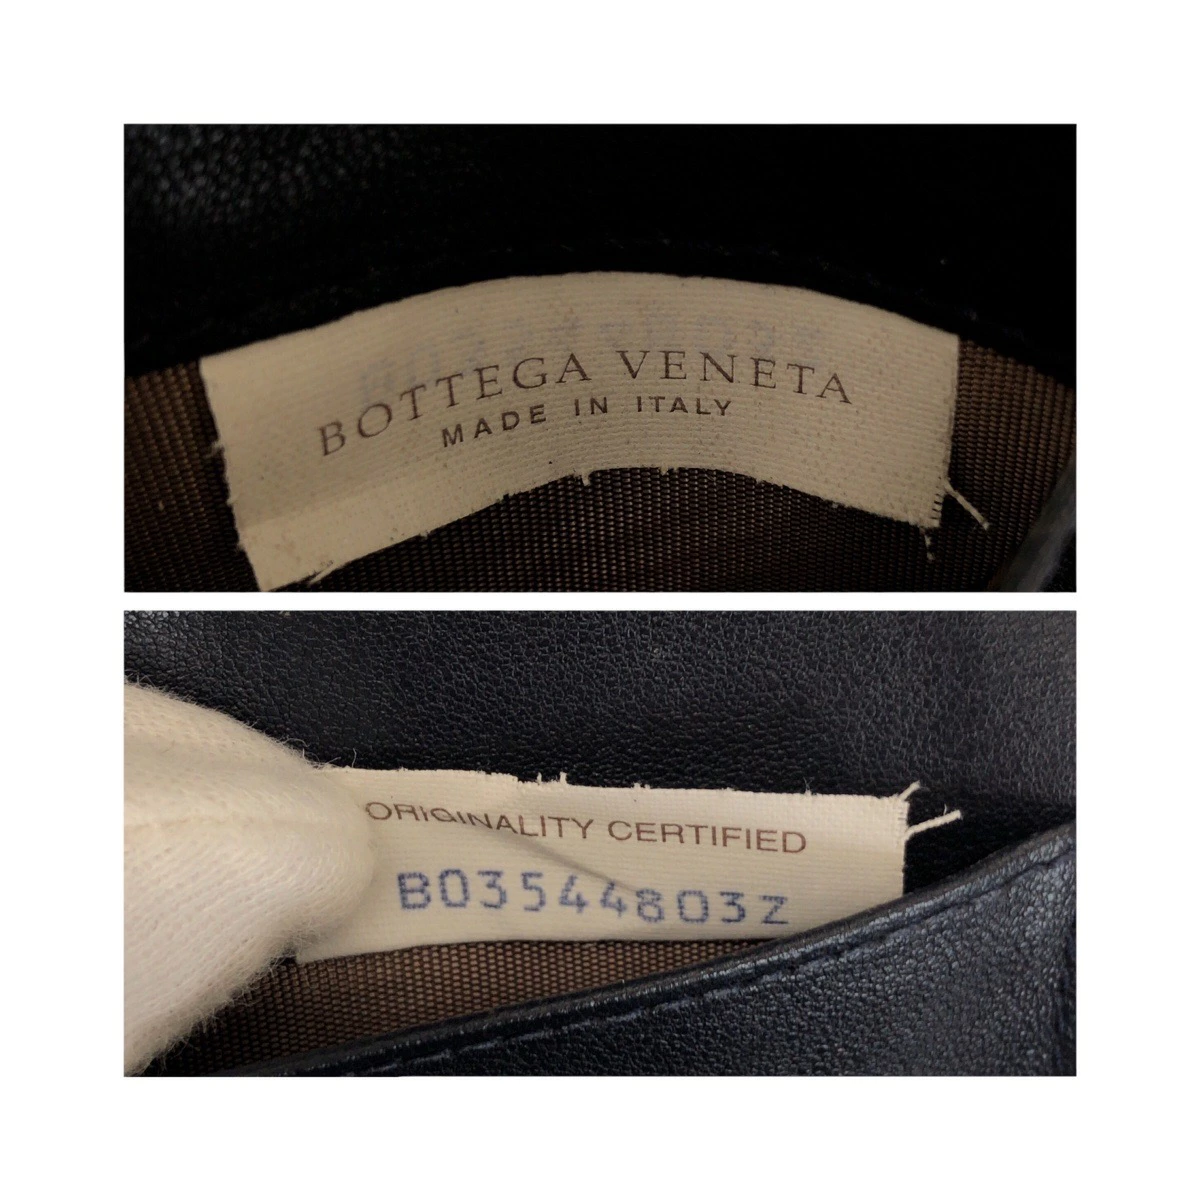 BOTTEGA VENETA
MADE IN ITALY
ORIGINALITY CERTIFIED
B03544803Z